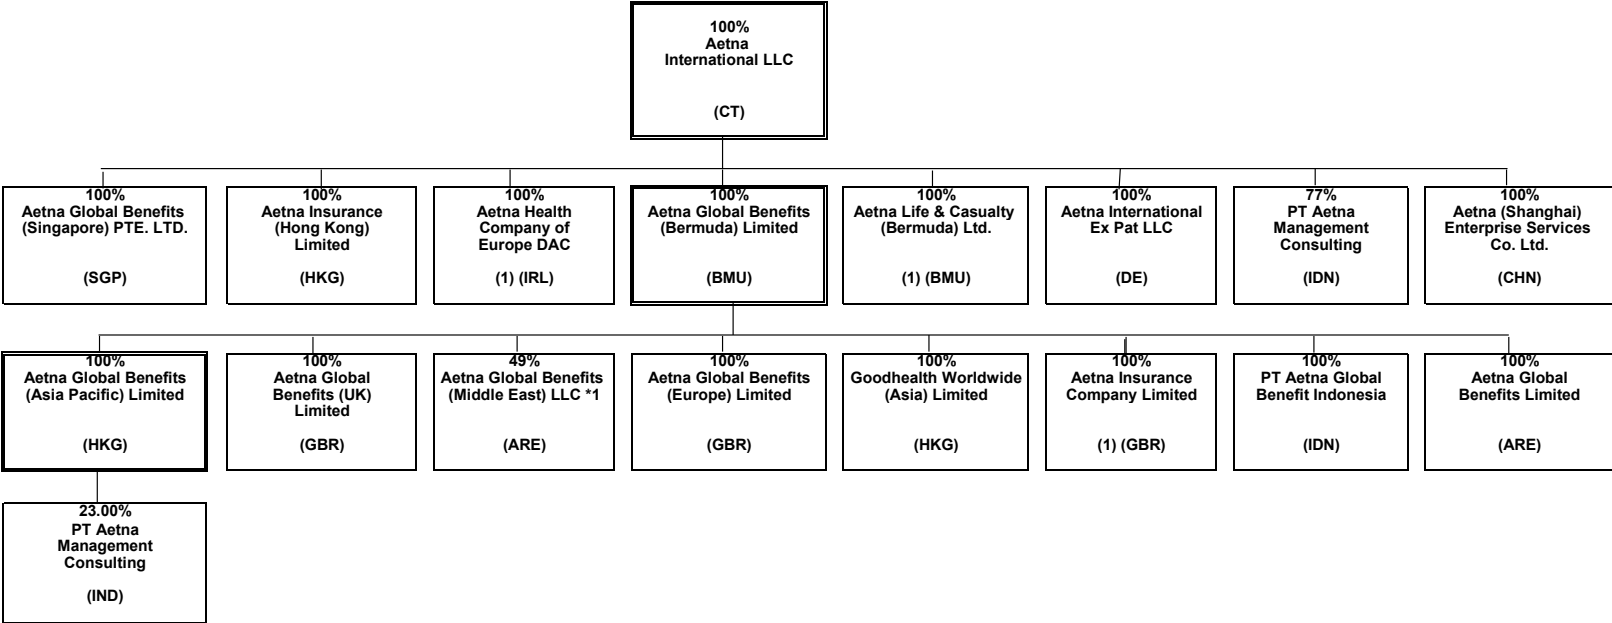 100%
Aetna
International LLC
(CT)
100%
Aetna Global Benefits
(Singapore) PTE. LTD.
(SGP)
100%
Aetna Insurance
(Hong Kong)
Limited
(HKG)
100%
Aetna Health
Company of
Europe DAC
(1) (IRL)
100%
Aetna Global Benefits
(Bermuda) Limited
(BMU)
100%
Aetna Life & Casualty
(Bermuda) Ltd.
(1) (BMU)
100%
Aetna International
Ex Pat LLC
(DE)
77%
PT Aetna
Management
Consulting
(IDN)
100%
Aetna (Shanghai)
Enterprise Services
Co. Ltd.
(CHN)
100%
Aetna Global Benefits
(Asia Pacific) Limited
(HKG)
100%
Aetna Global
Benefits (UK)
Limited
(GBR)
49%
Aetna Global Benefits
(Middle East) LLC *1
(ARE)
100%
Aetna Global Benefits
(Europe) Limited
(GBR)
100%
Goodhealth Worldwide
(Asia) Limited
(HKG)
100%
Aetna Insurance
Company Limited
(1) (GBR)
100%
PT Aetna Global
Benefit Indonesia
(IDN)
100%
Aetna Global
Benefits Limited
(ARE)
23.00%
PT Aetna
Management
Consulting
(IND)